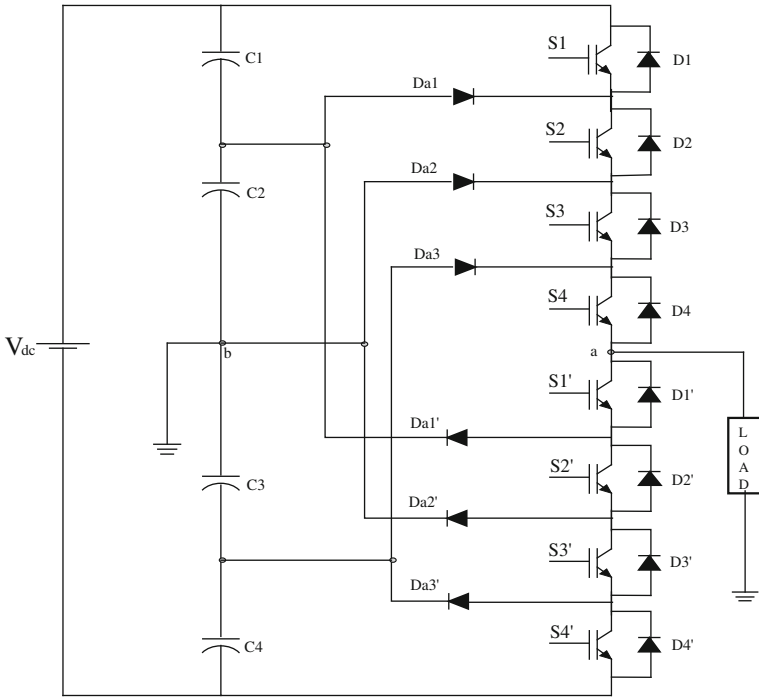 S1
C1
D1
Da1
S2
D2
Da2
C2
S3
D3
Da3
S4
D4
Vdc
b
a
S1'
D1'
Da1'
LOAD
S2'
D2'
C3
Da2'
S3'
D3'
Da3'
S4'
C4
D4'